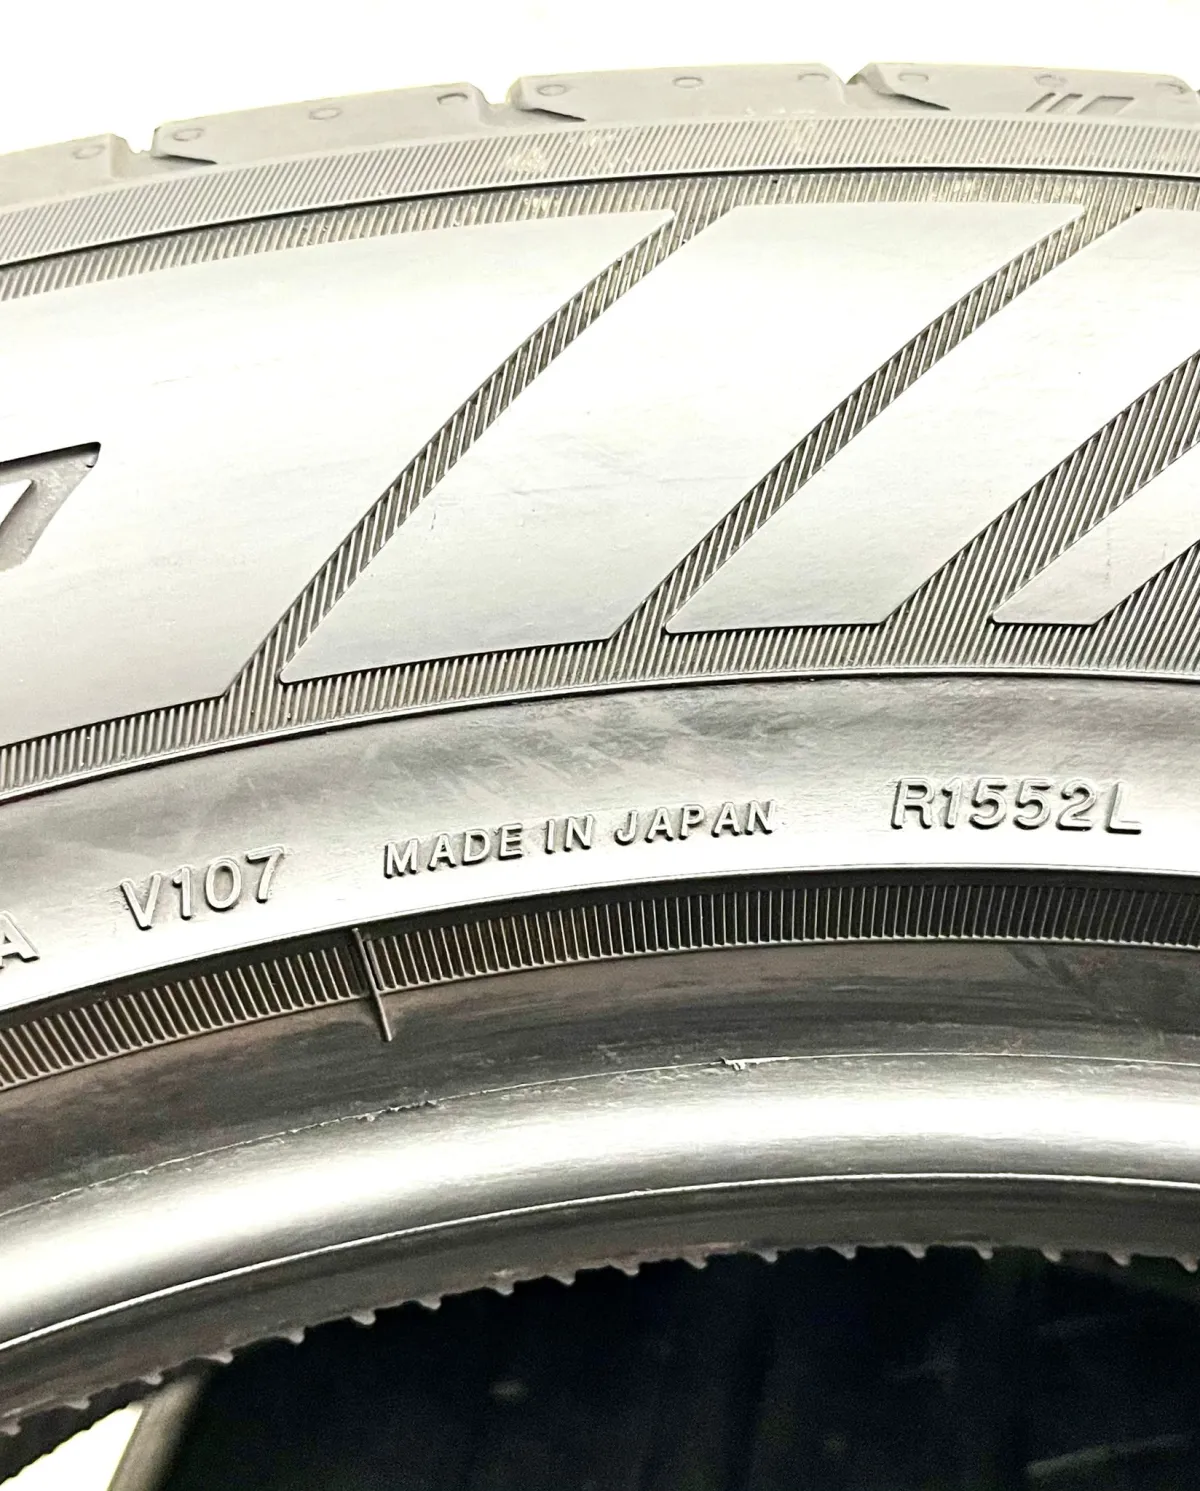 A V107 MADE IN JAPAN R1552L